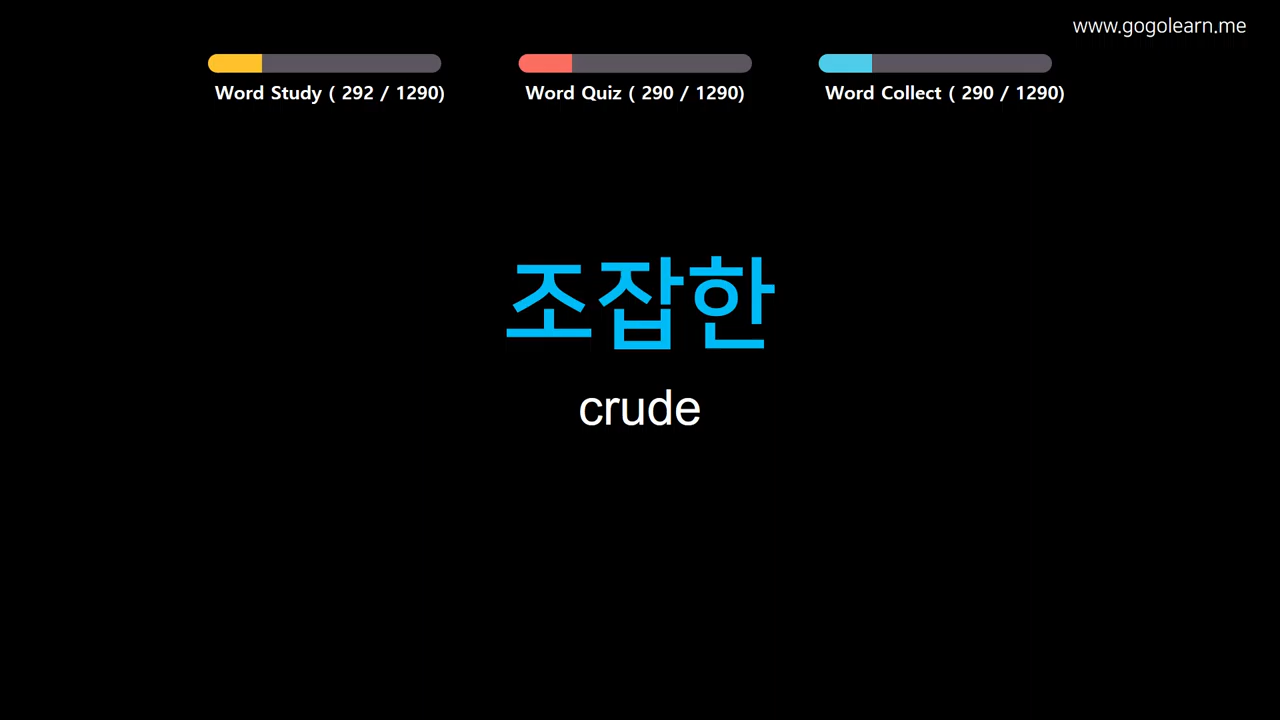 www.gogolearn.me
Word Study ( 292 / 1290)
Word Quiz ( 290 / 1290)
Word Collect ( 290 / 1290)
조잡한
crude